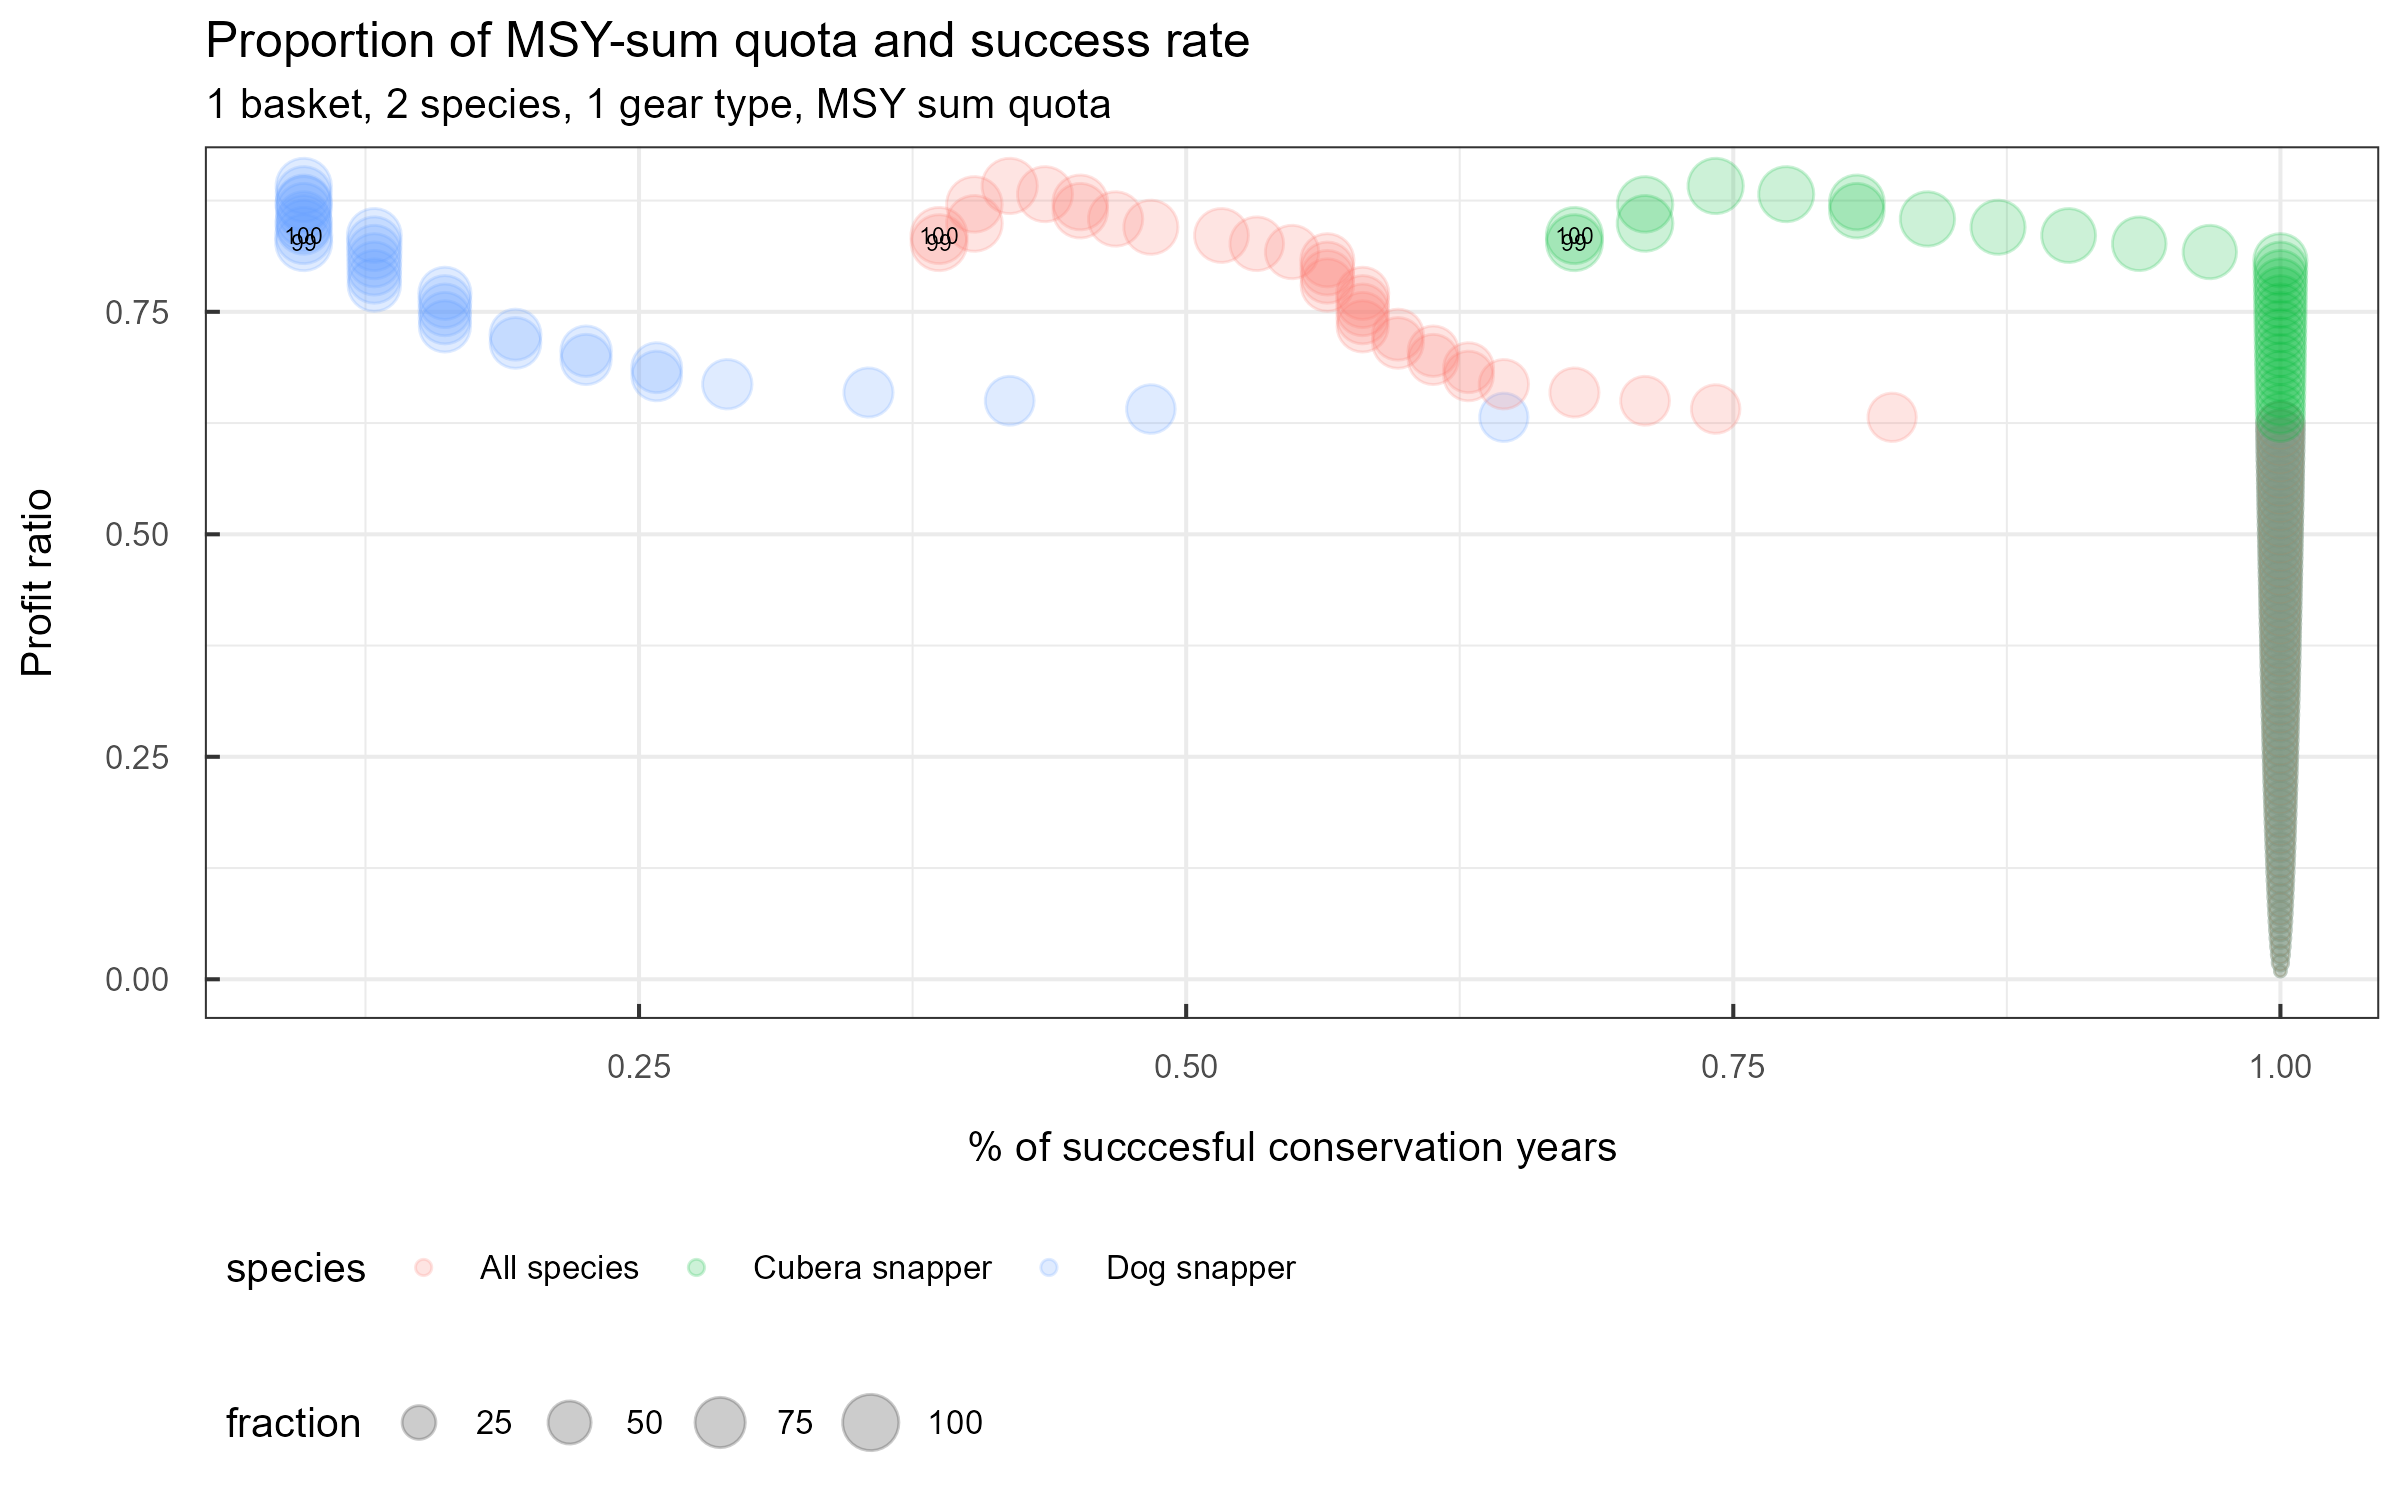 Proportion of MSY-sum quota and success rate
1 basket, 2 species, 1 gear type, MSY sum quota
Profit ratio
0.75
0.50
0.25
0.00
100
99
100
99
100
99
0.25
0.50
0.75
1.00
% of succcesful conservation years
species
All species
Cubera snapper
Dog snapper
fraction
25
50
75
100